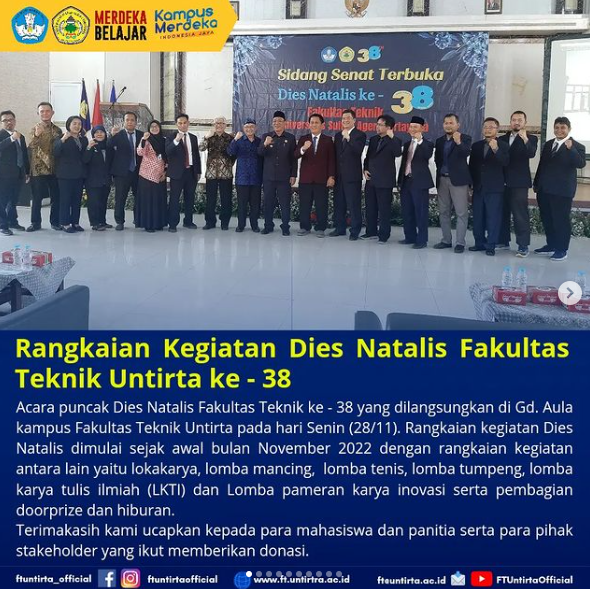 MERDEKA
BELAJAR
Kampus
Merdeka
INDONESIA JAYA
38
Sidang Senat Terbuka
Dies Natalis ke - 38
Fakultas Teknik
Rangkaian Kegiatan Dies Natalis Fakultas
Teknik Untirta ke - 38
Acara puncak Dies Natalis Fakultas Teknik ke - 38 yang dilangsungkan di Gd. Aula
kampus Fakultas Teknik Untirta pada hari Senin (28/11). Rangkaian kegiatan Dies
Natalis dimulai sejak awal bulan November 2022 dengan rangkaian kegiatan
antara lain yaitu lokakarya, lomba mancing, lomba tenis, lomba tumpeng, lomba
karya tulis ilmiah (LKTI) dan Lomba pameran karya inovasi serta pembagian
doorprize dan hiburan.
Terimakasih kami ucapkan kepada para mahasiswa dan panitia serta para pihak
stakeholder yang ikut memberikan donasi.
ftuntirta_official ftuntirtaofficial www.ft.untirtra.ac.id ft@untirta.ac.id FTUntirtaOfficial